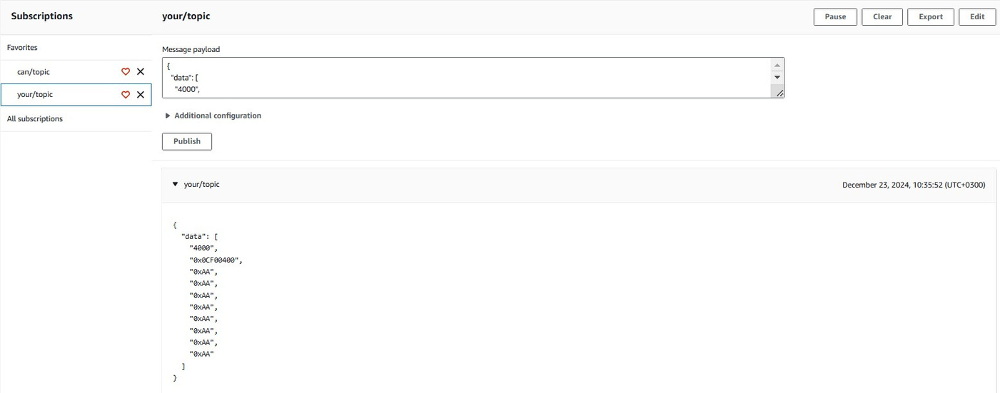 Subscriptions
your/topic
Pause
Clear
Export
Edit
Favorites
can/topic
your/topic
All subscriptions
Message payload
{
"data": [
"4000",
Additional configuration
Publish
your/topic
December 23, 2024, 10:35:52 (UTC+0300)
{
"data": [
"4000",
"0x0CF00400",
"0xAA",
"0xAA",
"0xAA",
"0xAA",
"0xAA",
"0xAA",
"0xAA",
"0xAA"
]
}